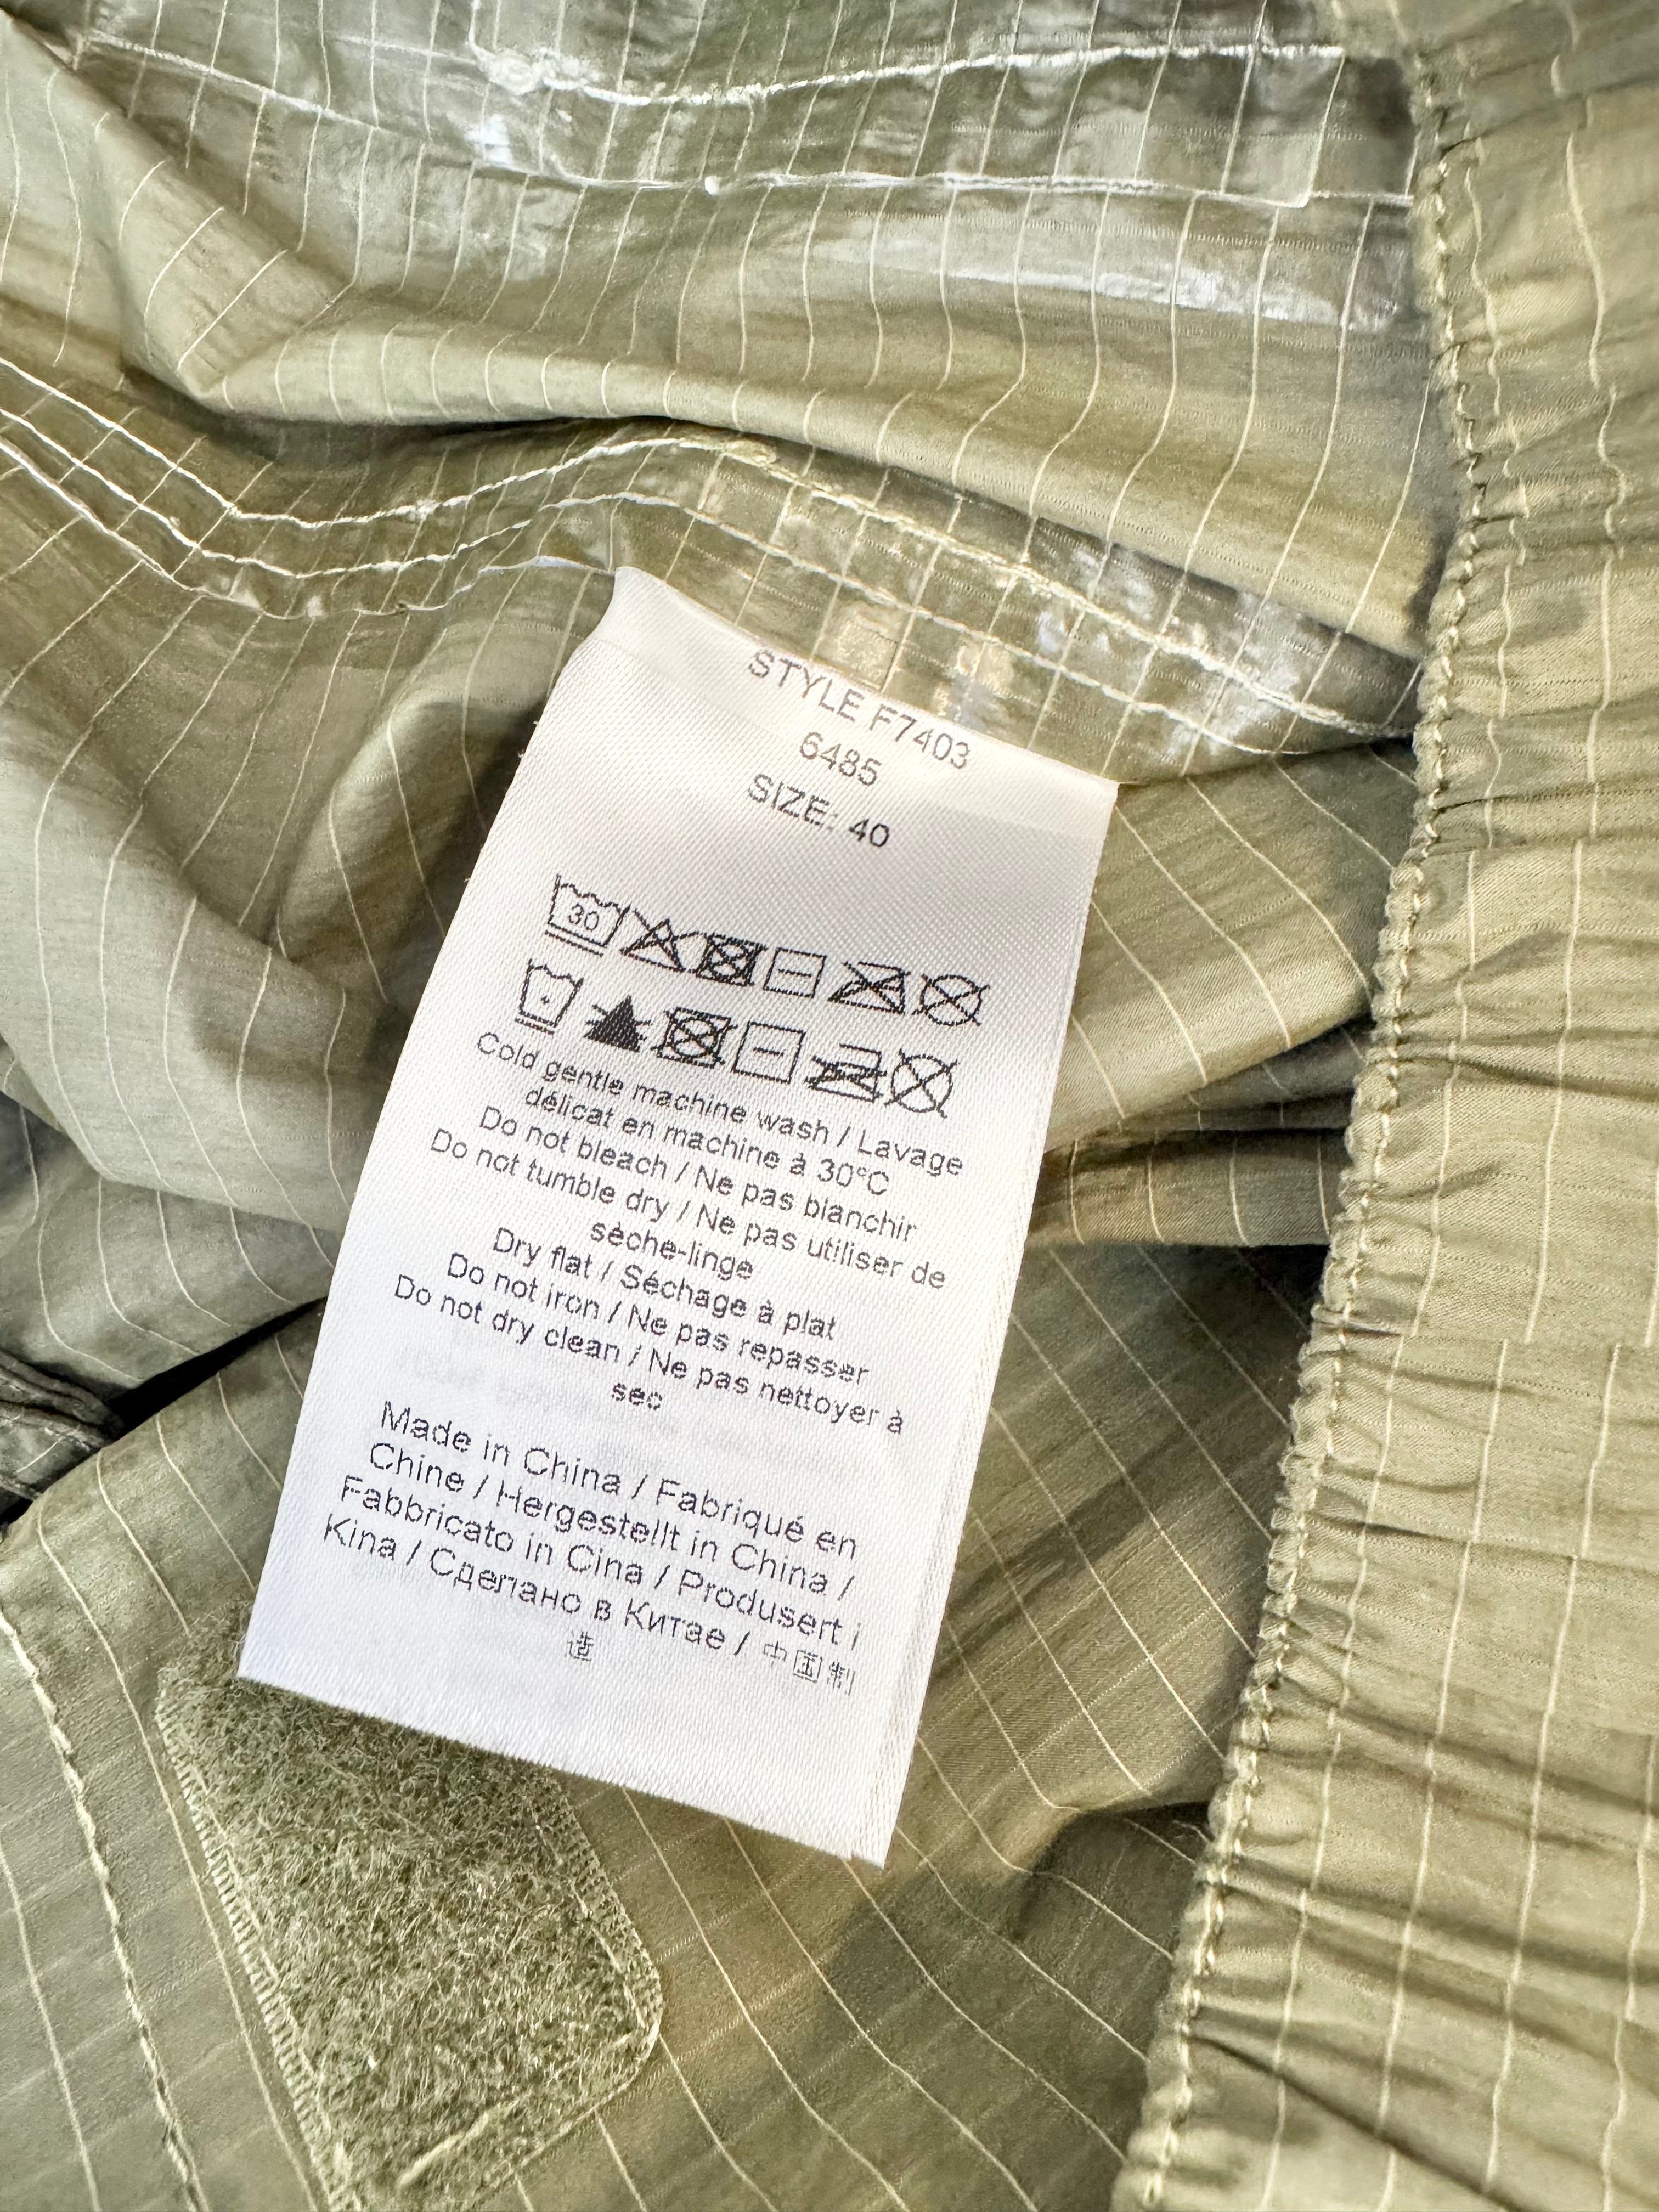 STYLE F7403
6485
SIZE: 40
30
Cold gentle machine wash / Lavage
délicat en machine à 30°C
Do not bleach / Ne pas blanchir
Do not tumble dry / Ne pas utiliser de
sèche-linge
Dry flat / Séchage à plat
Do not iron / Ne pas repasser
Do not dry clean / Ne pas nettoyer à
sec
Made in China / Fabriqué en
Chine / Hergestellt in China /
Fabbricato in Cina / Produsert i
Kina / Сделано в Китае / 中国制
造